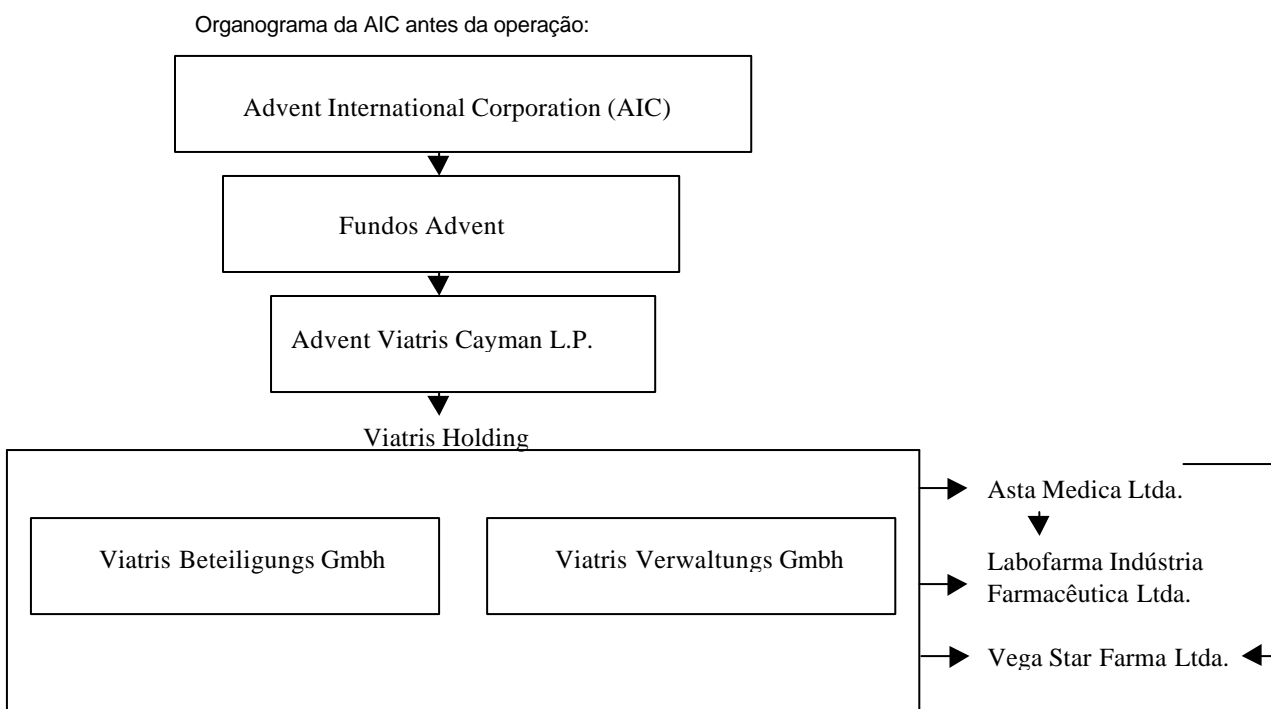 Organograma da AIC antes da operação:
Advent International Corporation (AIC)
Fundos Advent
Advent Viatris Cayman L.P.
Viatris Holding
Viatris Beteiligungs Gmbh
Viatris Verwaltungs Gmbh
Asta Medica Ltda.
Labofarma Indústria
Farmacêutica Ltda.
Vega Star Farma Ltda.